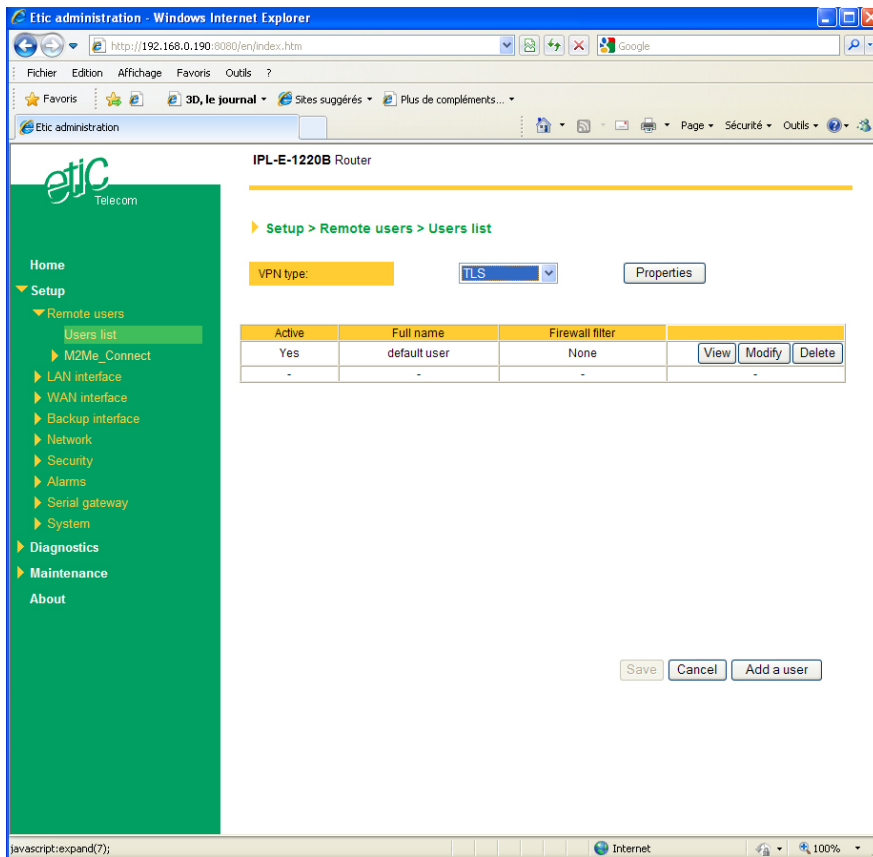 Etic administration - Windows Internet Explorer
http://192.168.0.190:8080/en/index.htm
Google
Fichier Edition Affichage Favoris Outils ?
Favoris 3D, le journal Sites suggérés Plus de compléments...
Etic administration Page Sécurité Outils
etic
Telecom
IPL-E-1220B Router
Setup > Remote users > Users list
Home
VPN type: TLS Properties
Setup
Remote users
Users list
M2Me_Connect
LAN interface
WAN interface
Backup interface
Network
Security
Alarms
Serial gateway
System
Diagnostics
Maintenance
About
Active Full name Firewall filter
Yes default user None View Modify Delete
- - - -
Save Cancel Add a user
javascript:expand(7); Internet 100%